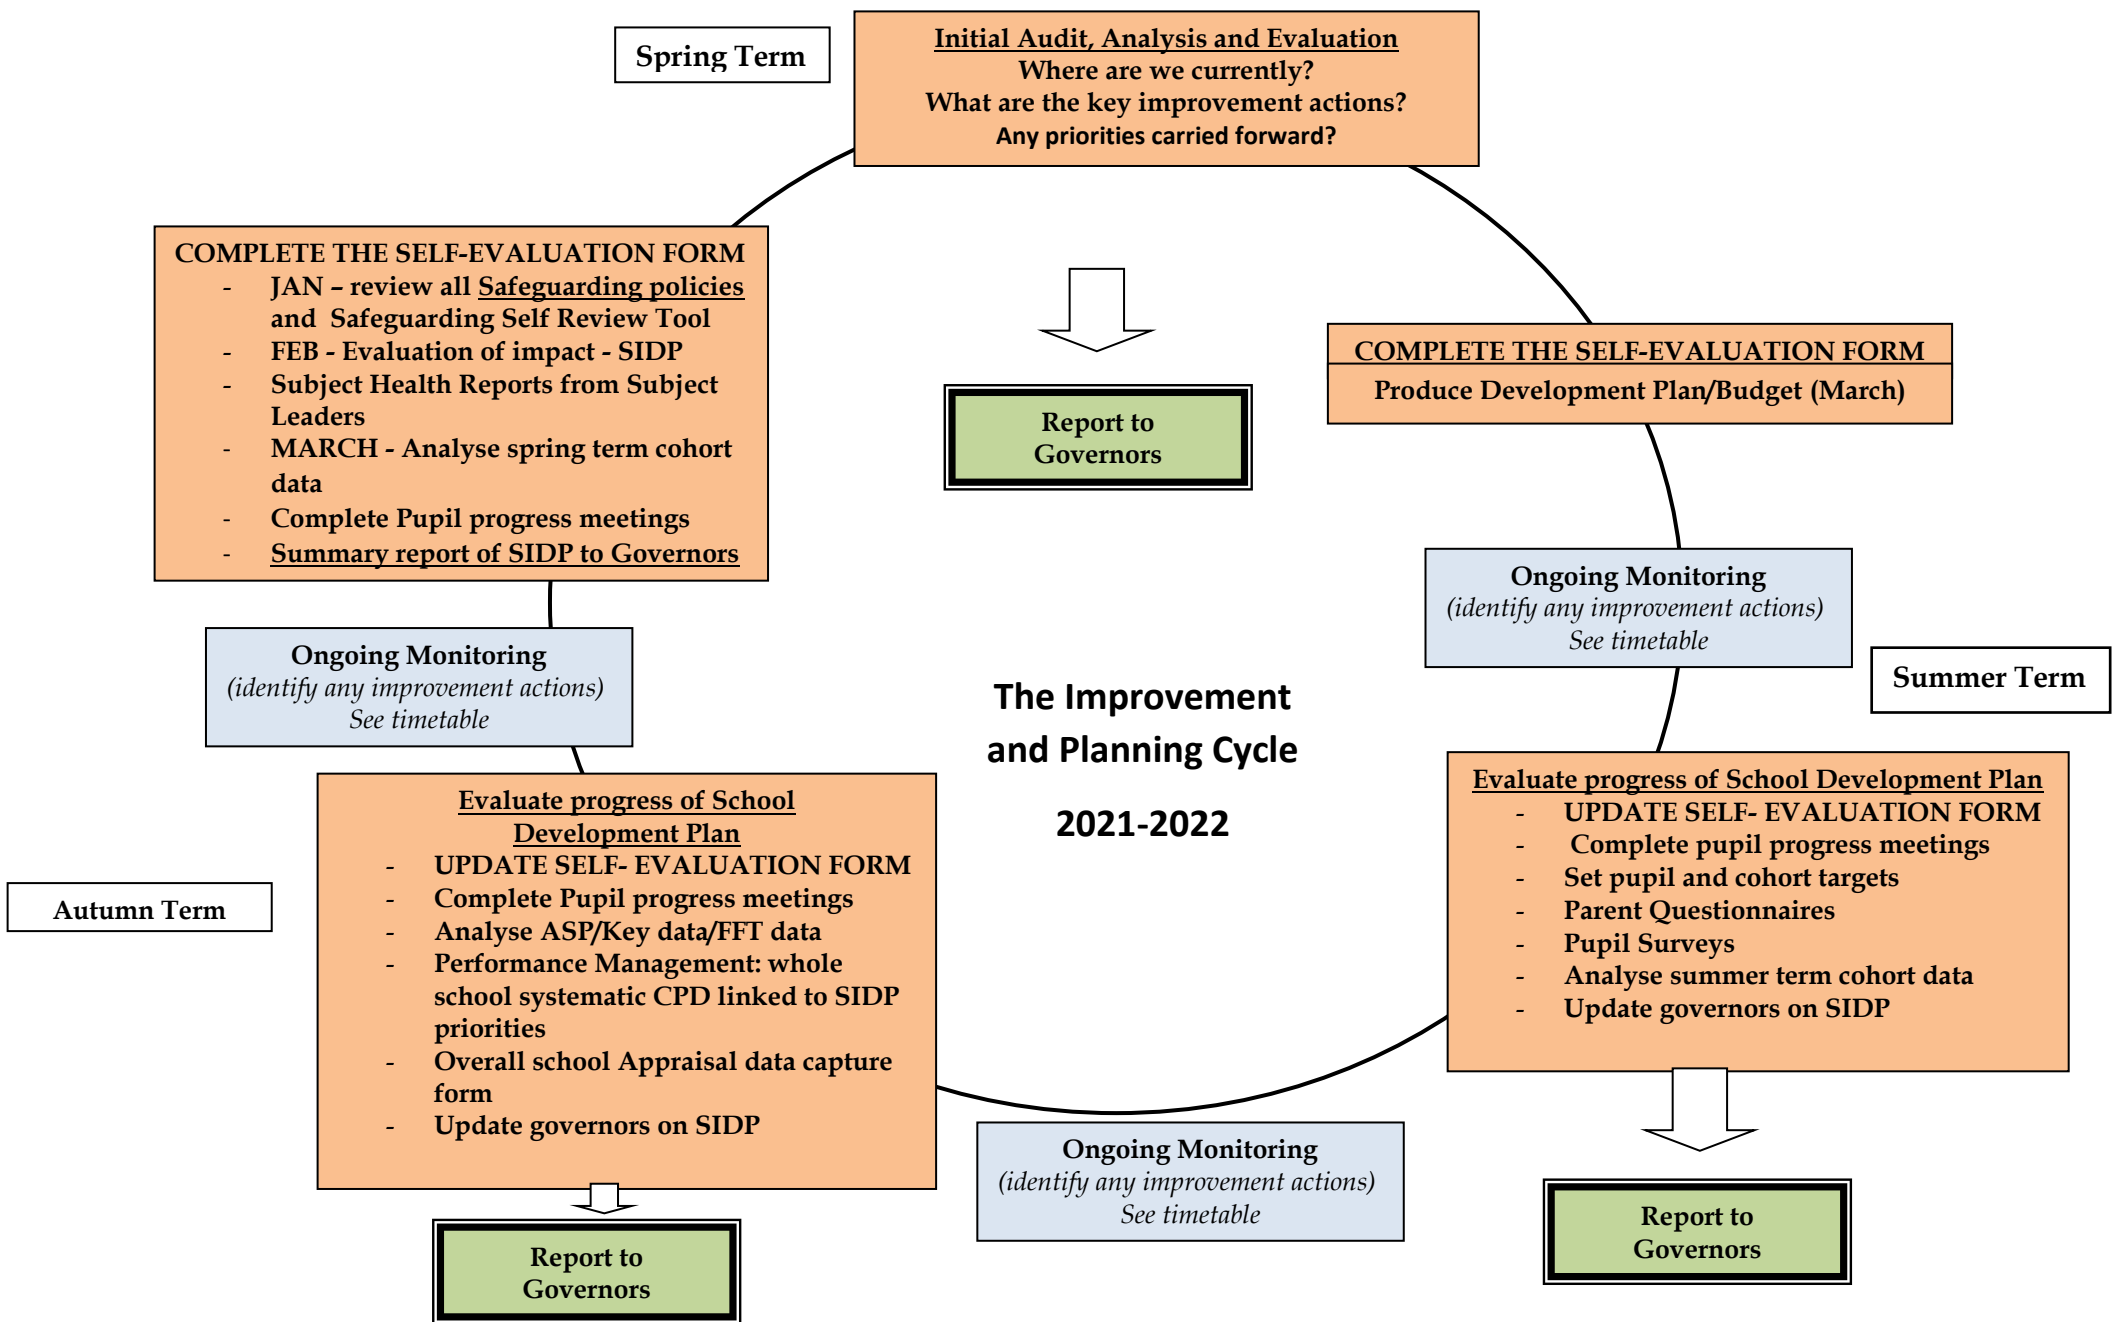 Spring Term
Initial Audit, Analysis and Evaluation
Where are we currently?
What are the key improvement actions?
Any priorities carried forward?
COMPLETE THE SELF-EVALUATION FORM
- JAN – review all Safeguarding policies
and Safeguarding Self Review Tool
- FEB - Evaluation of impact - SIDP
- Subject Health Reports from Subject
Leaders
- MARCH - Analyse spring term cohort
data
- Complete Pupil progress meetings
- Summary report of SIDP to Governors
Report to
Governors
COMPLETE THE SELF-EVALUATION FORM
Produce Development Plan/Budget (March)
Ongoing Monitoring
(identify any improvement actions)
See timetable
Summer Term
Ongoing Monitoring
(identify any improvement actions)
See timetable
The Improvement
and Planning Cycle
2021-2022
Evaluate progress of School Development Plan
- UPDATE SELF- EVALUATION FORM
- Complete pupil progress meetings
- Set pupil and cohort targets
- Parent Questionnaires
- Pupil Surveys
- Analyse summer term cohort data
- Update governors on SIDP
Autumn Term
Evaluate progress of School
Development Plan
- UPDATE SELF- EVALUATION FORM
- Complete Pupil progress meetings
- Analyse ASP/Key data/FFT data
- Performance Management: whole
school systematic CPD linked to SIDP
priorities
- Overall school Appraisal data capture
form
- Update governors on SIDP
Ongoing Monitoring
(identify any improvement actions)
See timetable
Report to
Governors
Report to
Governors